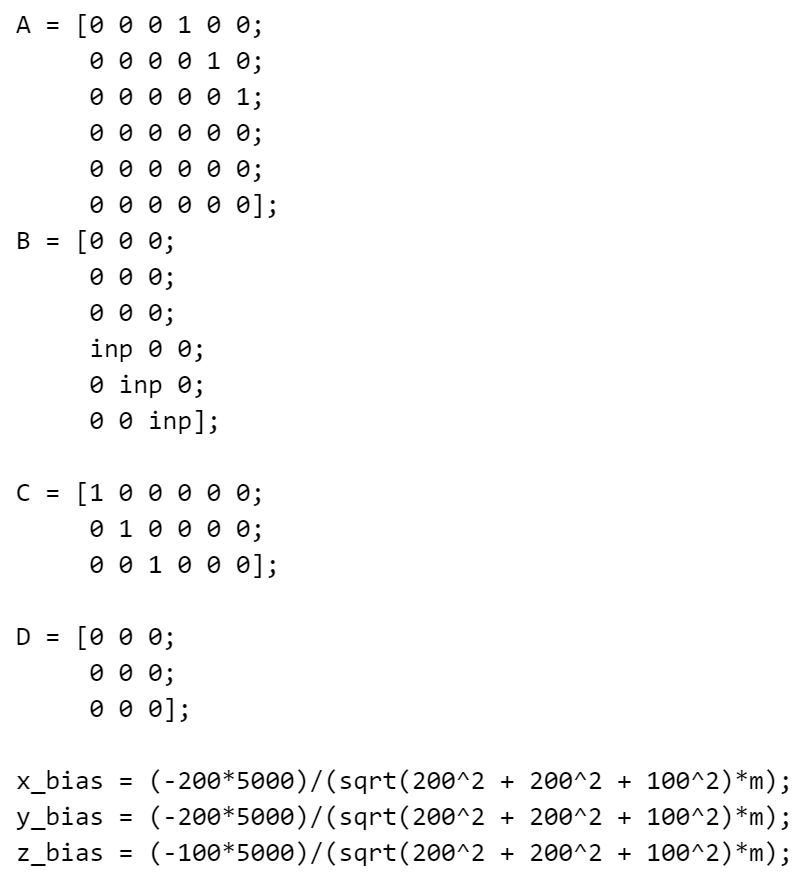 A = [0 0 0 1 0 0;
     0 0 0 0 1 0;
     0 0 0 0 0 1;
     0 0 0 0 0 0;
     0 0 0 0 0 0;
     0 0 0 0 0 0];
B = [0 0 0;
     0 0 0;
     0 0 0;
     inp 0 0;
     0 inp 0;
     0 0 inp];

C = [1 0 0 0 0 0;
     0 1 0 0 0 0;
     0 0 1 0 0 0];

D = [0 0 0;
     0 0 0;
     0 0 0];

x_bias = (-200*5000)/(sqrt(200^2 + 200^2 + 100^2)*m);
y_bias = (-200*5000)/(sqrt(200^2 + 200^2 + 100^2)*m);
z_bias = (-100*5000)/(sqrt(200^2 + 200^2 + 100^2)*m);